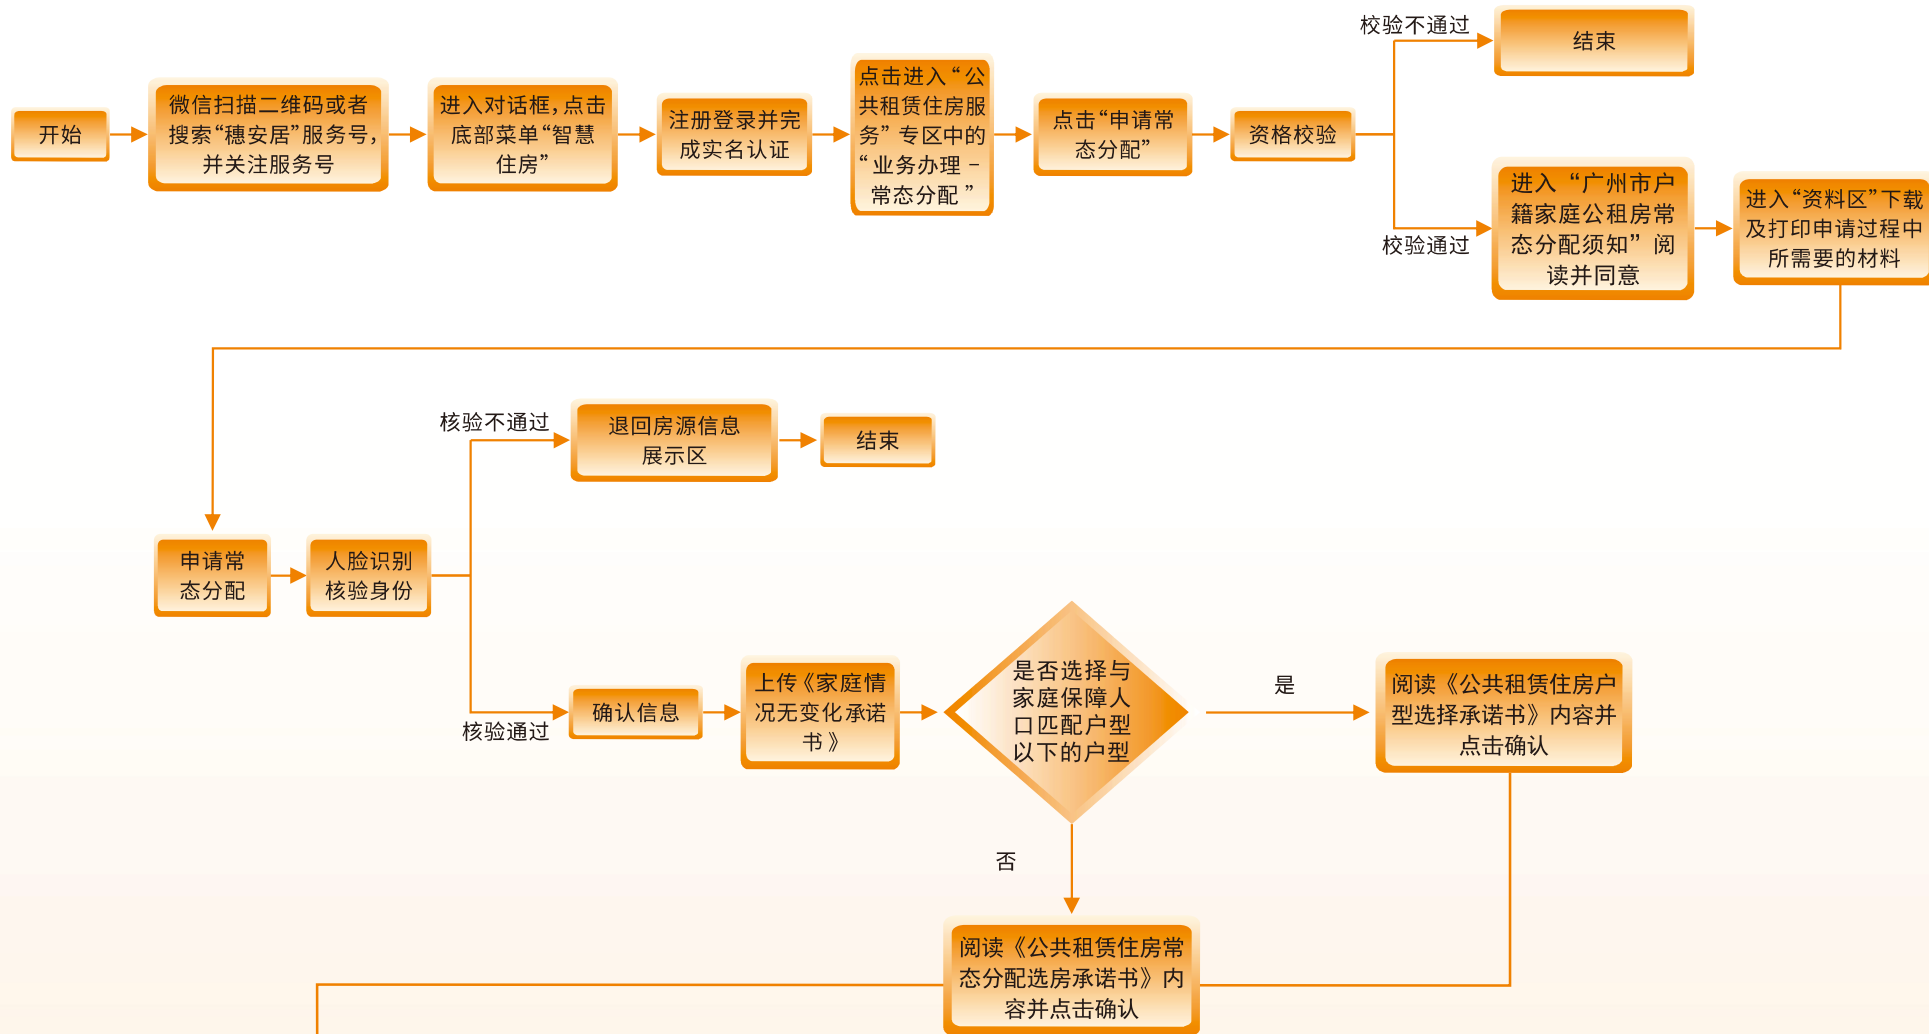 开始
微信扫描二维码或者
搜索“穗安居”服务号，
并关注服务号
进入对话框，点击
底部菜单“智慧
住房”
注册登录并完
成实名认证
点击进入“公
共租赁住房服
务”专区中的
“业务办理-
常态分配”
点击“申请常
态分配”
资格校验
校验不通过
结束
校验通过
进入“广州市户
籍家庭公租房常
态分配须知”阅
读并同意
进入“资料区”下载
及打印申请过程中
所需要的材料
申请常
态分配
人脸识别
核验身份
核验不通过
退回房源信息
展示区
结束
核验通过
确认信息
上传《家庭情
况无变化承诺
书》
是否选择与
家庭保障人
口匹配户型
以下的户型
是
阅读《公共租赁住房户
型选择承诺书》内容并
点击确认
否
阅读《公共租赁住房常
态分配选房承诺书》内
容并点击确认